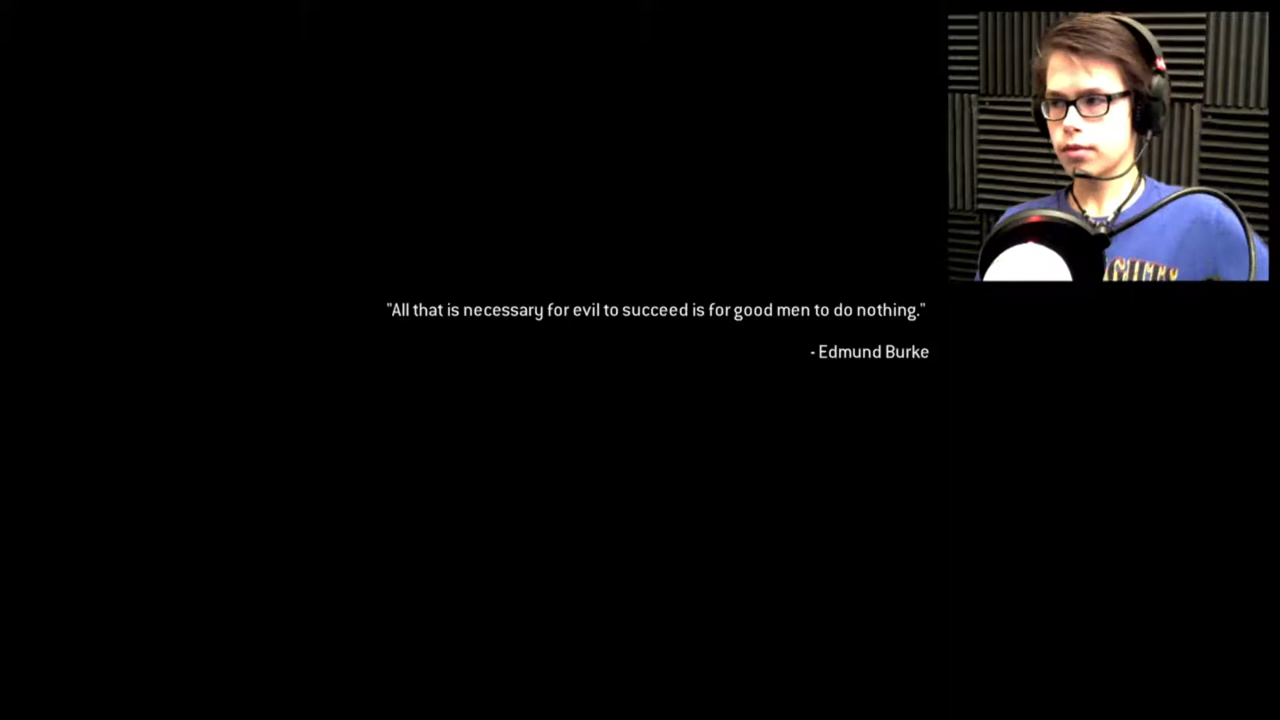 "All that is necessary for evil to succeed is for good men to do nothing."
- Edmund Burke